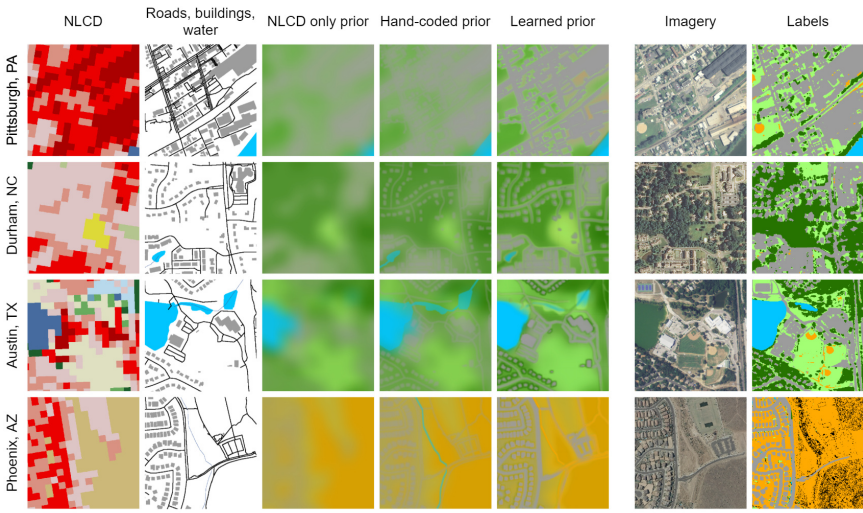 NLCD
Roads, buildings,
water
NLCD only prior
Hand-coded prior
Learned prior
Imagery
Labels
Pittsburgh, PA
Durham, NC
Austin, TX
Phoenix, AZ